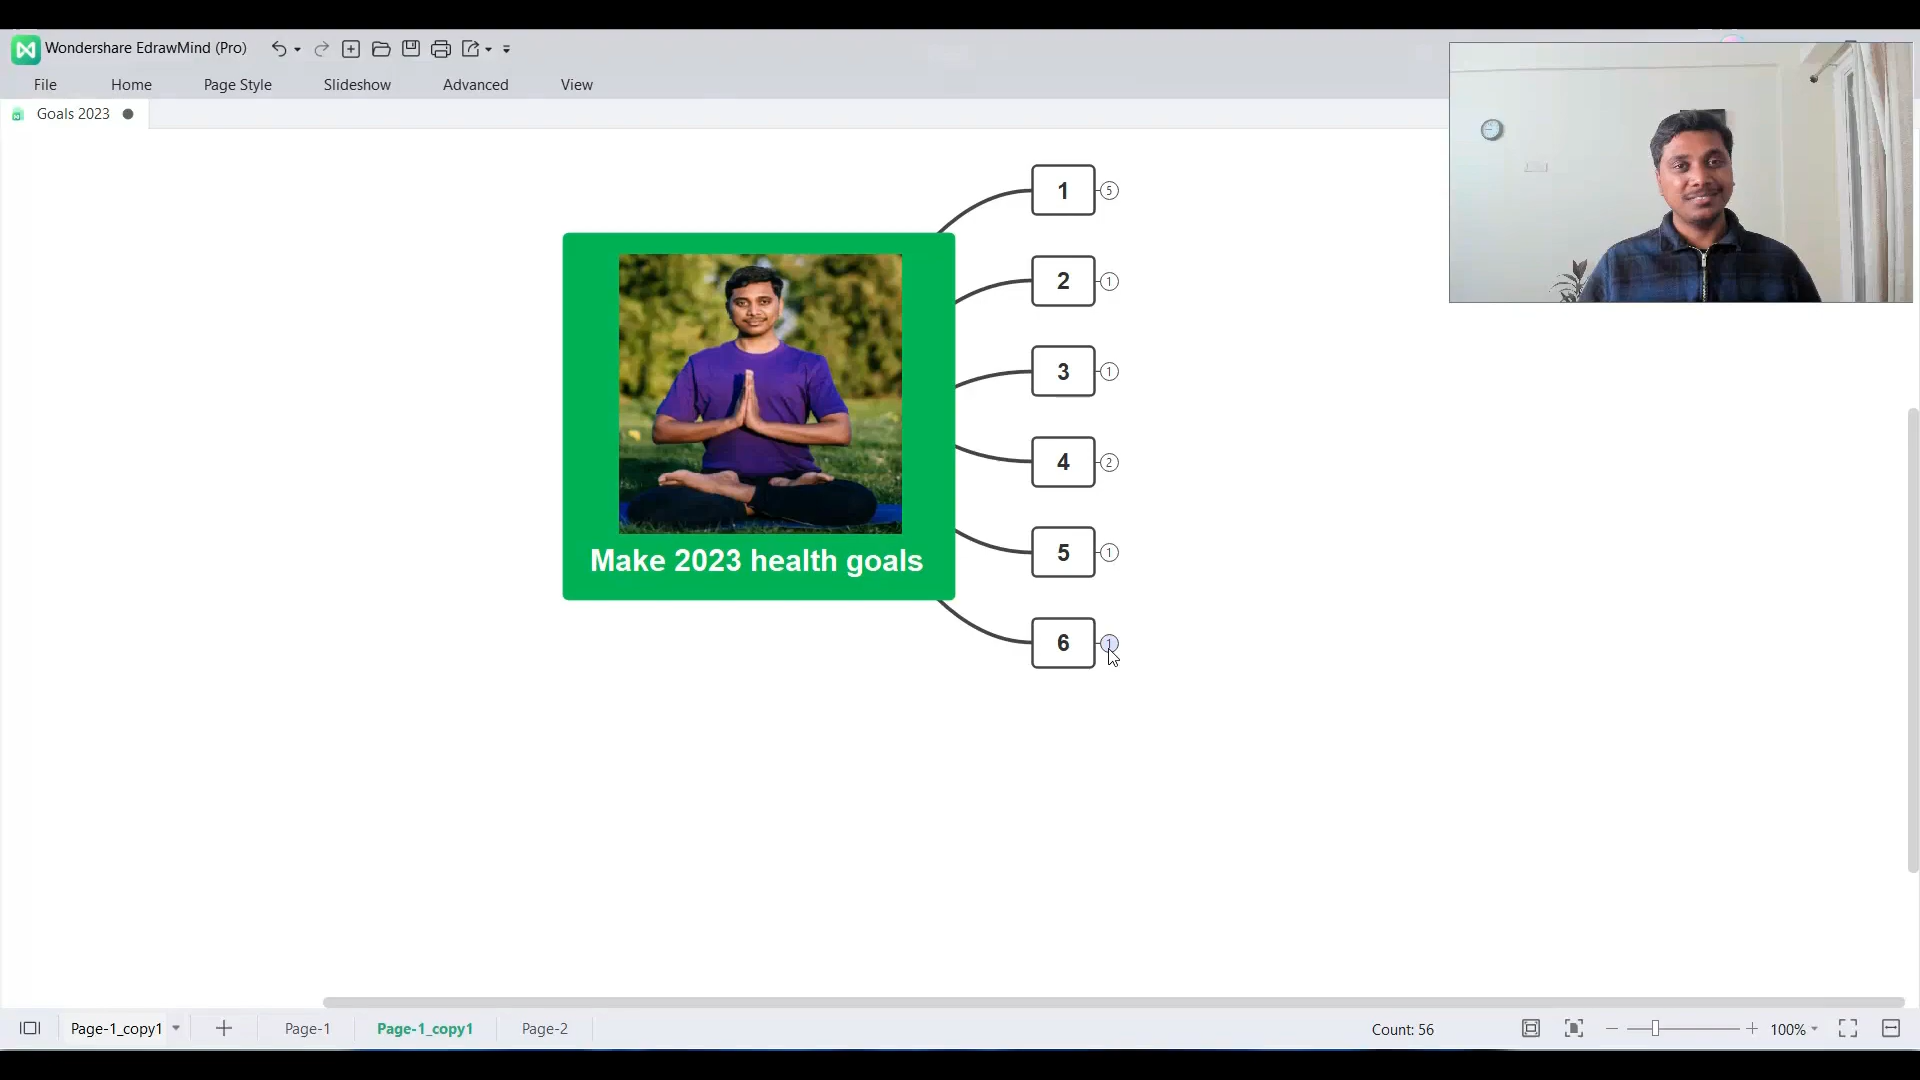 Wondershare EdrawMind (Pro)
File Home Page Style Slideshow Advanced View
Goals 2023
1 5
2 1
3 1
4 2
5 1
6 1
Make 2023 health goals
Page-1_copy1 Page-1 Page-1_copy1 Page-2 Count: 56 100%